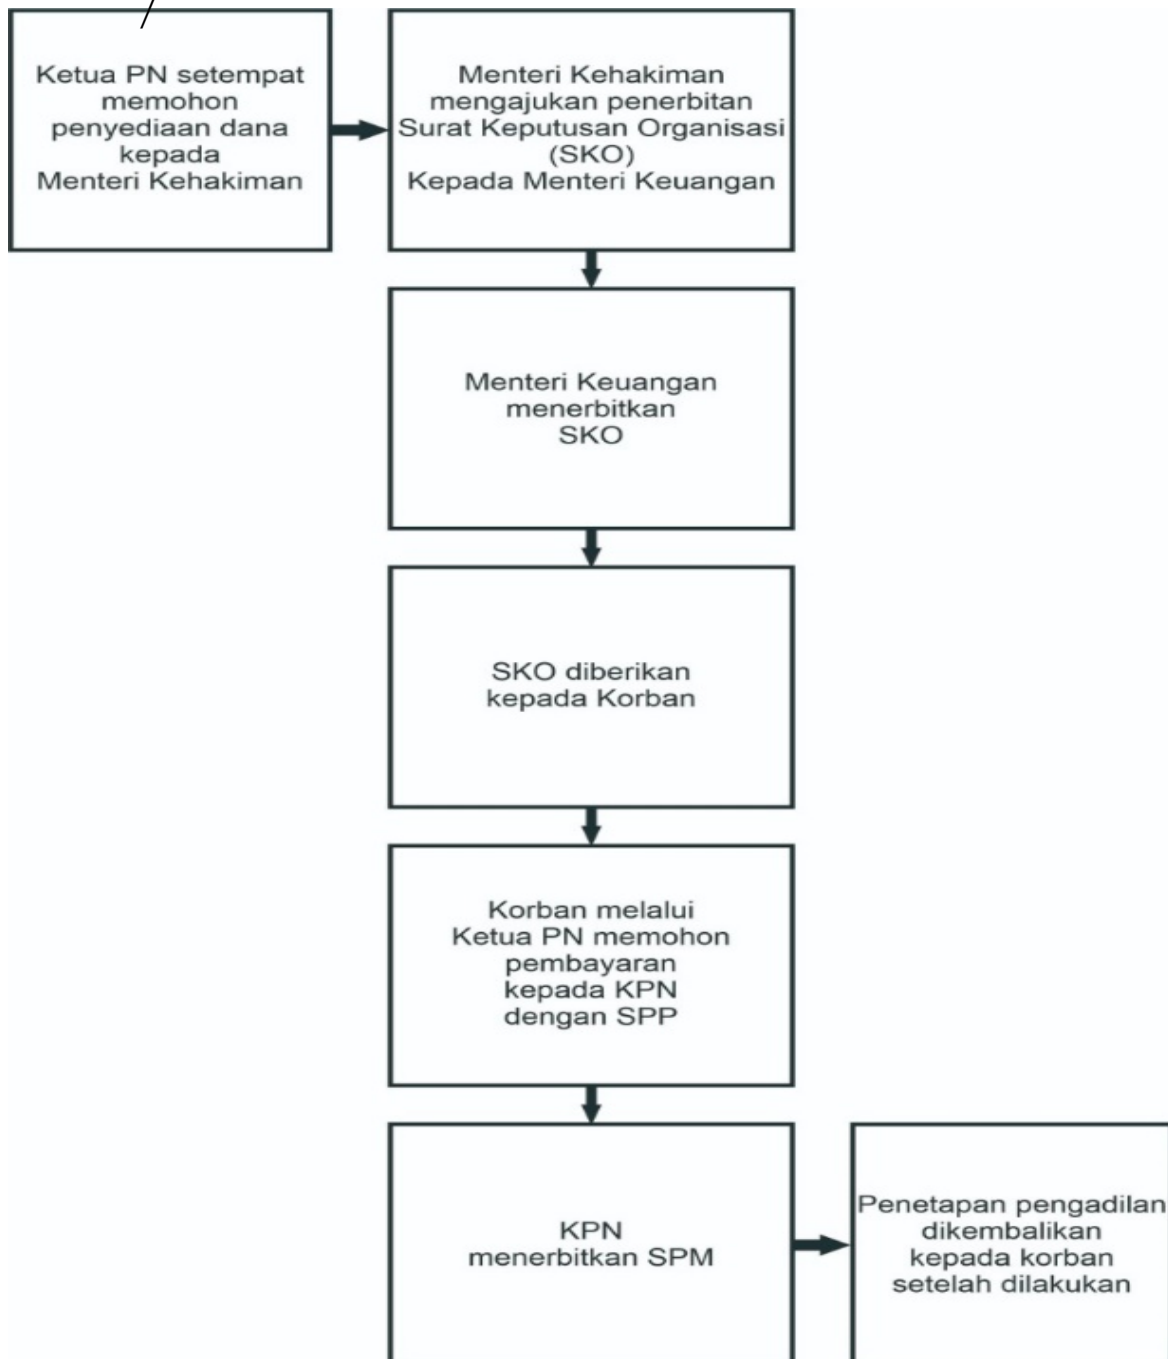 Ketua PN setempat
memohon
penyediaan dana
kepada
Menteri Kehakiman
Menteri Kehakiman
mengajukan penerbitan
Surat Keputusan Organisasi
(SKO)
Kepada Menteri Keuangan
Menteri Keuangan
menerbitkan
SKO
SKO diberikan
kepada Korban
Korban melalui
Ketua PN memohon
pembayaran
kepada KPN
dengan SPP
KPN
menerbitkan SPM
Penetapan pengadilan
dikembalikan
kepada korban
setelah dilakukan